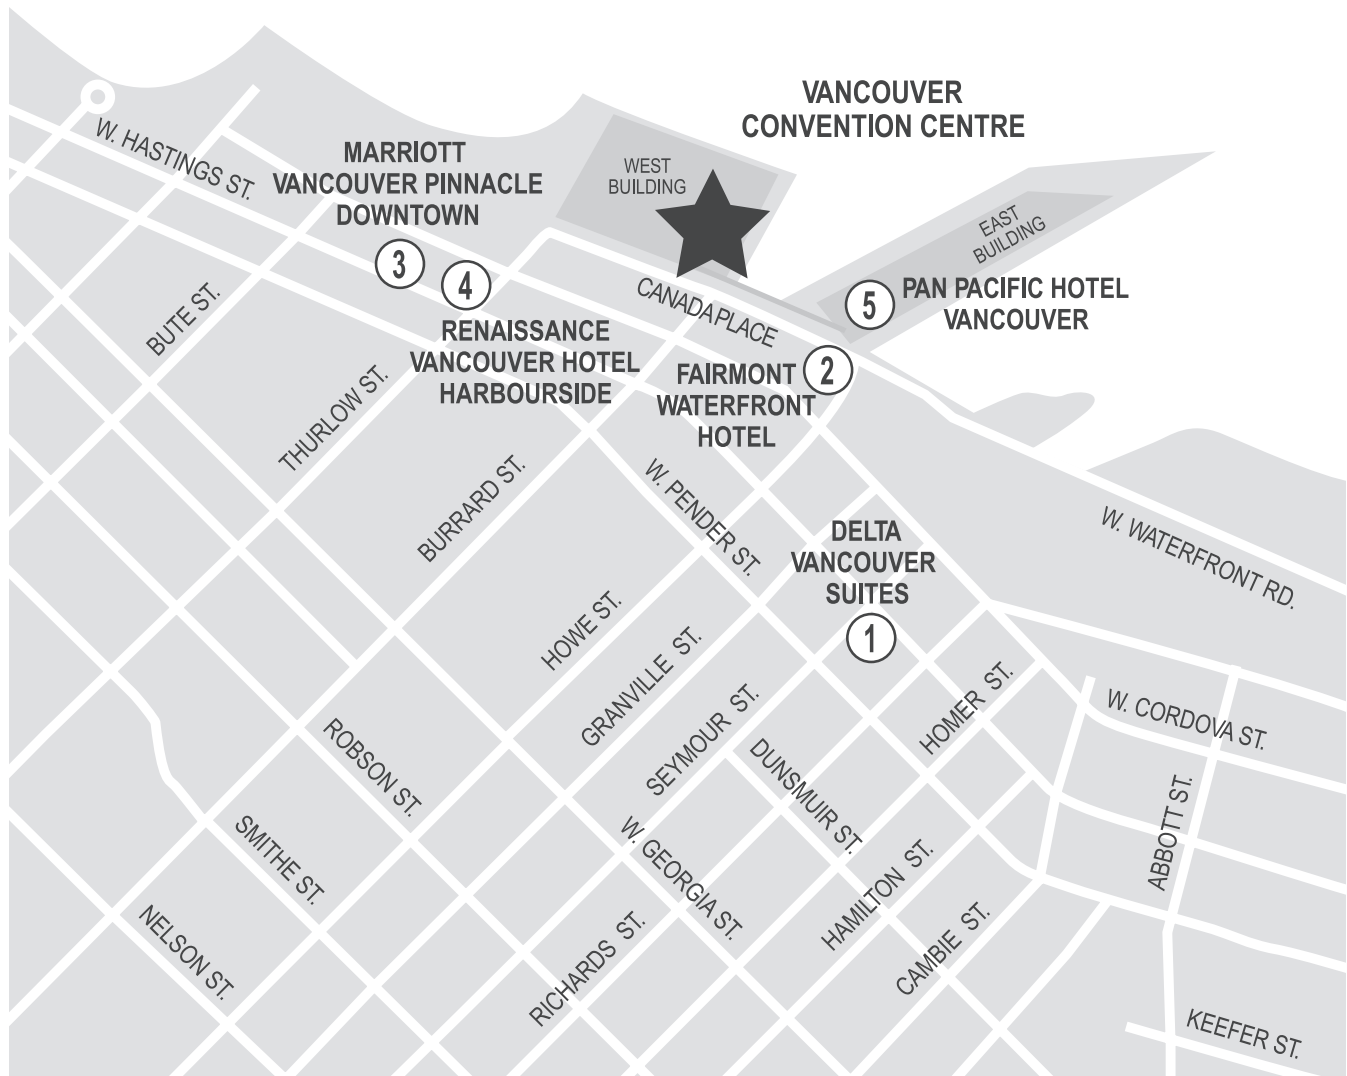 VANCOUVER
CONVENTION CENTRE
W. HASTINGS ST.
MARRIOTT
VANCOUVER PINNACLE
DOWNTOWN
3
4
WEST
BUILDING
EAST
BUILDING
CANADA PLACE
5
PAN PACIFIC HOTEL
VANCOUVER
BUTE ST.
RENAISSANCE
VANCOUVER HOTEL
HARBOURSIDE
FAIRMONT
WATERFRONT
HOTEL
2
THURLOW ST.
BURRARD ST.
W. PENDER ST.
DELTA
VANCOUVER
SUITES
1
W. WATERFRONT RD.
HOWE ST.
GRANVILLE ST.
SEYMOUR ST.
HOMER ST.
W. CORDOVA ST.
ROBSON ST.
DUNSMUIR ST.
ABBOTT ST.
SMITHE ST.
W. GEORGIA ST.
HAMILTON ST.
NELSON ST.
RICHARDS ST.
CAMBIE ST.
KEEFER ST.